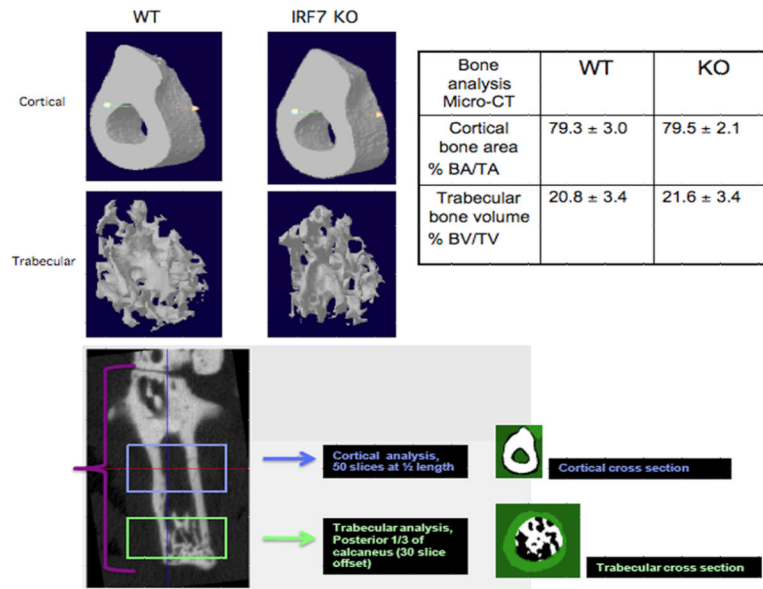 WT
IRF7 KO
Cortical
Trabecular
Bone
analysis
Micro-CT
WT
KO
Cortical
bone area
% BA/TA
79.3 ± 3.0
79.5 ± 2.1
Trabecular
bone volume
% BV/TV
20.8 ± 3.4
21.6 ± 3.4
Cortical analysis,
50 slices at ½ length
Cortical cross section
Trabecular analysis,
Posterior 1/3 of
calcaneus (30 slice
offset)
Trabecular cross section